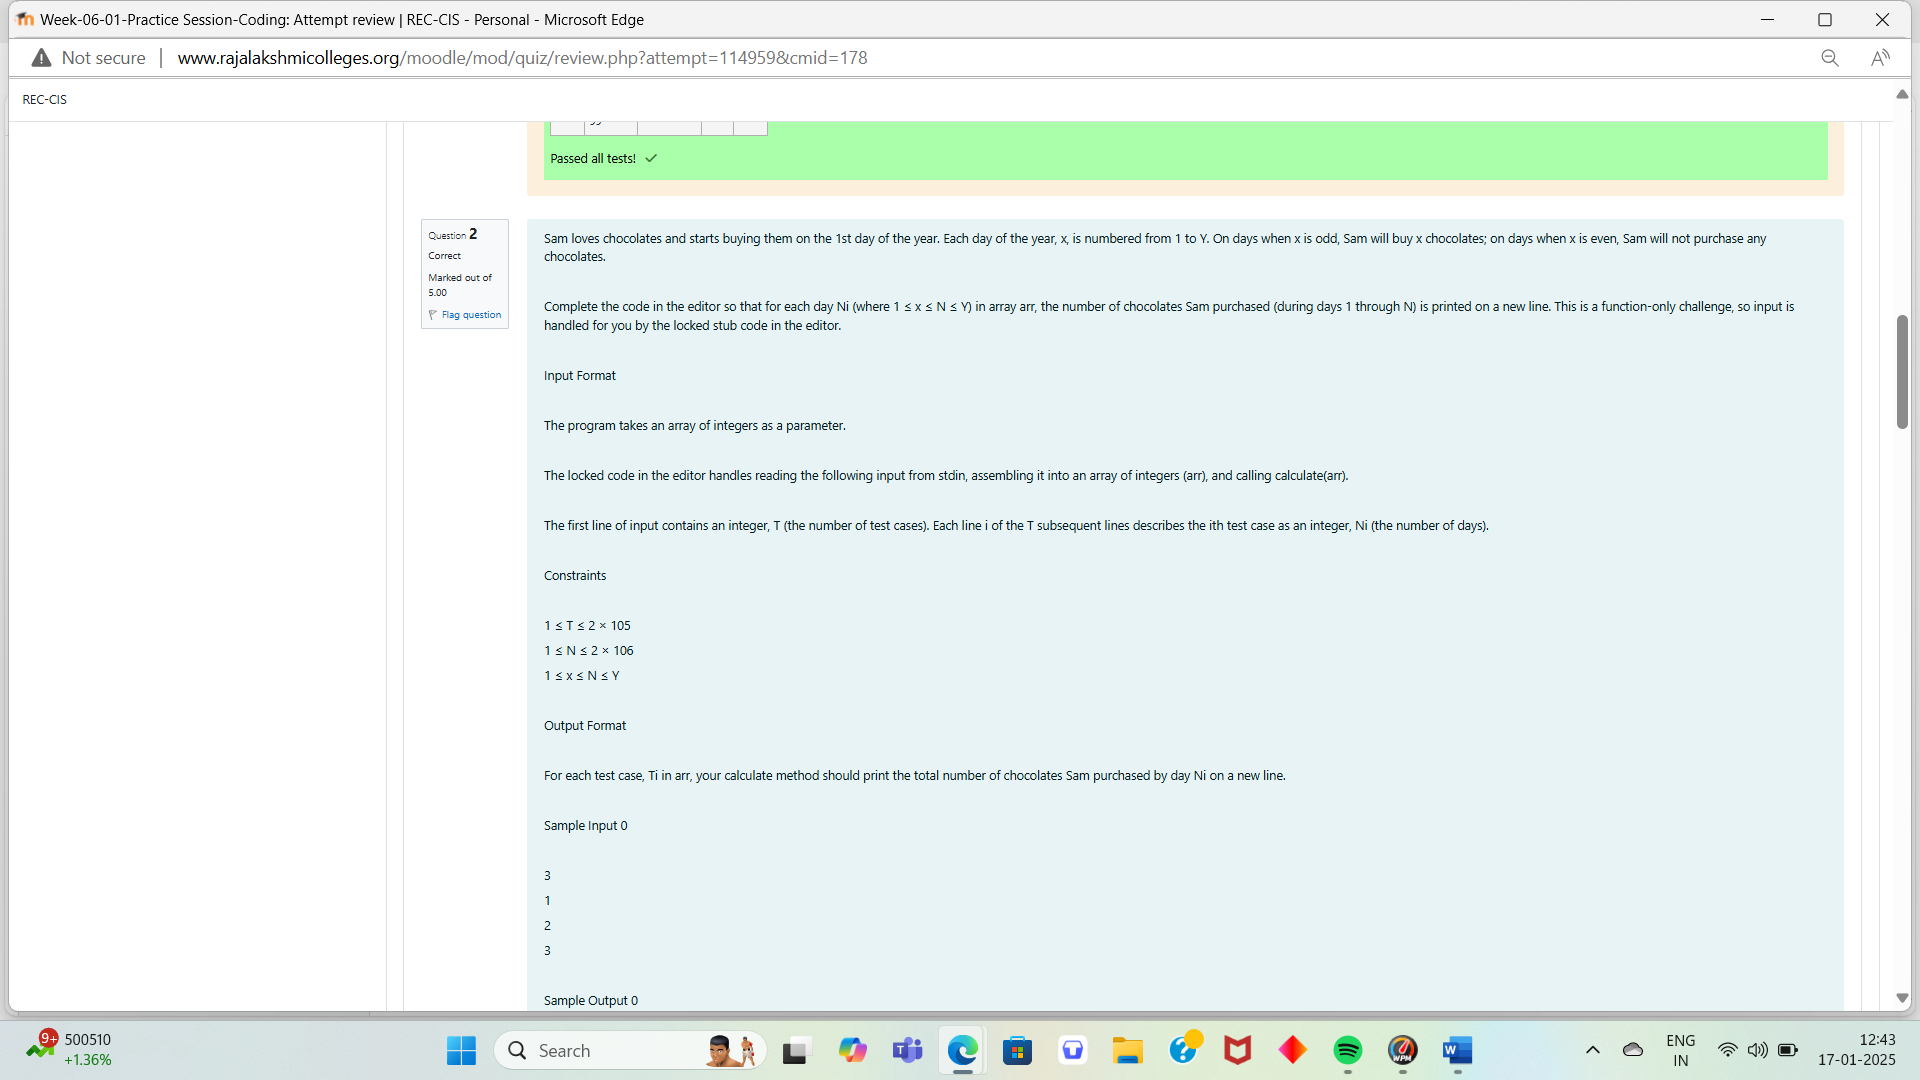 Week-06-01-Practice Session-Coding: Attempt review | REC-CIS - Personal - Microsoft Edge
Not secure | www.rajalakshmicolleges.org/moodle/mod/quiz/review.php?attempt=114959&cmid=178
REC-CIS
Passed all tests!
Question 2
Correct
Marked out of
5.00
Flag question
Sam loves chocolates and starts buying them on the 1st day of the year. Each day of the year, x, is numbered from 1 to Y. On days when x is odd, Sam will buy x chocolates; on days when x is even, Sam will not purchase any
chocolates.
Complete the code in the editor so that for each day Ni (where 1 ≤ x ≤ N ≤ Y) in array arr, the number of chocolates Sam purchased (during days 1 through N) is printed on a new line. This is a function-only challenge, so input is
handled for you by the locked stub code in the editor.
Input Format
The program takes an array of integers as a parameter.
The locked code in the editor handles reading the following input from stdin, assembling it into an array of integers (arr), and calling calculate(arr).
The first line of input contains an integer, T (the number of test cases). Each line i of the T subsequent lines describes the ith test case as an integer, Ni (the number of days).
Constraints
1 ≤ T ≤ 2 × 105
1 ≤ N ≤ 2 × 106
1 ≤ x ≤ N ≤ Y
Output Format
For each test case, Ti in arr, your calculate method should print the total number of chocolates Sam purchased by day Ni on a new line.
Sample Input 0
3
1
2
3
Sample Output 0
9+
500510
+1.36%
Search
WPM
ENG
IN
12:43
17-01-2025